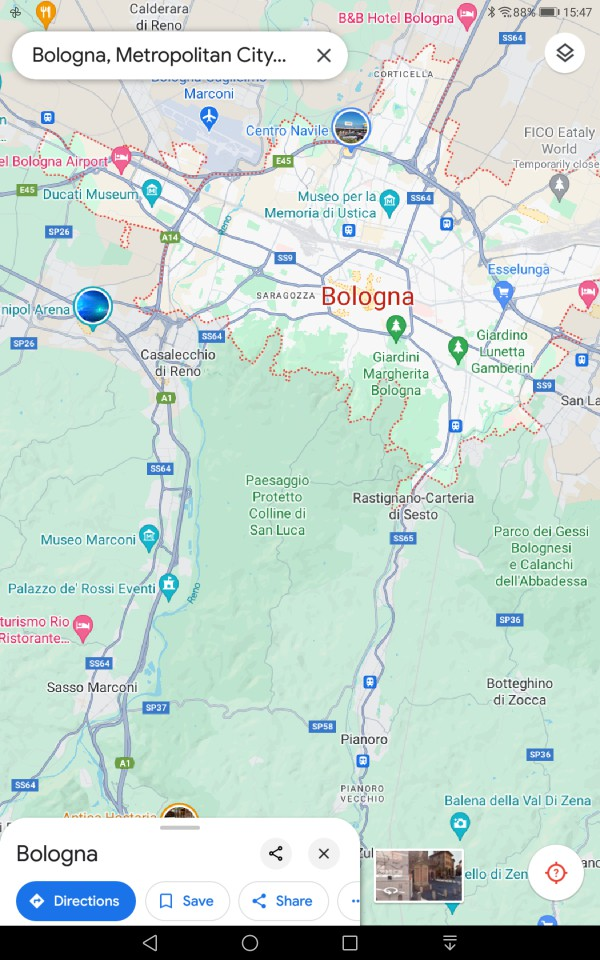 Calderara
di Reno
B&B Hotel Bologna
88%
15:47
SS64
Bologna, Metropolitan City...
CORTICELLA
Marconi
Centro Navile
E45
FICO Eataly
World
Temporarily close
el Bologna Airport
E45
Ducati Museum
Museo per la
Memoria di Ustica
SS64
Reno
SP26
A14
SS9
Esselunga
SARAGOZZA
Bologna
nipol Arena
SP26
SS64
Casalecchio
di Reno
Giardini
Margherita
Bologna
Giardino
Lunetta
Gamberini
SS9
A1
San La
SS64
Paesaggio
Protetto
Colline di
San Luca
Rastignano-Carteria
di Sesto
SS65
Museo Marconi
Parco dei Gessi
Bolognesi
e Calanchi
dell'Abbadessa
Palazzo de' Rossi Eventi
Reno
turismo Rio
Ristorante...
SP36
SS64
Sasso Marconi
SP37
Botteghino
di Zocca
SP58
Pianoro
SP36
A1
SS64
PIANORO
VECCHIO
Balena della Val Di Zena
Antica Hostaria
Bologna
Zul
ello di Zen
Directions
Save
Share